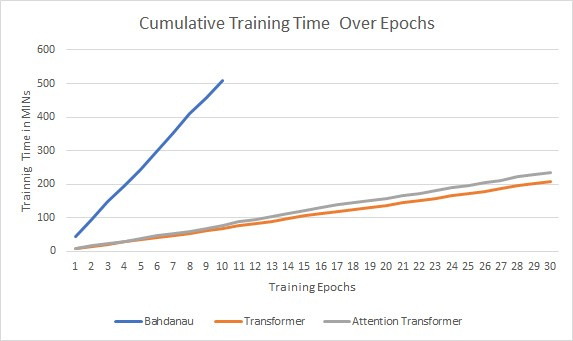 Cumulative Training Time Over Epochs
600
500
400
300
200
100
0
Trainnig Time in MINs
1 2 3 4 5 6 7 8 9 10 11 12 13 14 15 16 17 18 19 20 21 22 23 24 25 26 27 28 29 30
Training Epochs
Bahdanau Transformer Attention Transformer